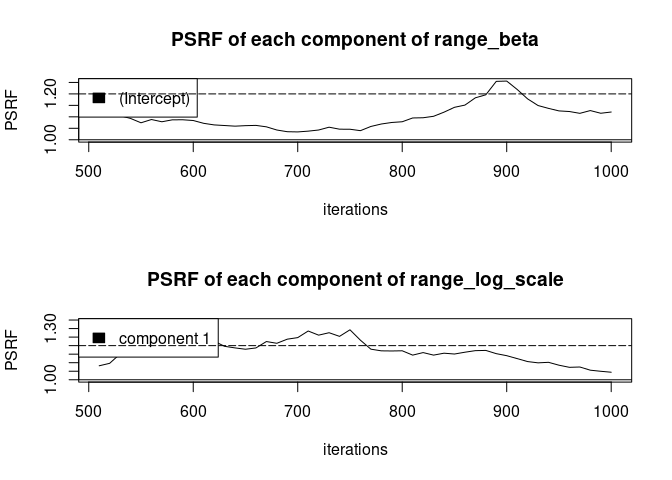 PSRF of each component of range_beta
PSRF
1.20
1.00
(Intercept)
500 600 700 800 900 1000
iterations
PSRF of each component of range_log_scale
PSRF
1.30
1.00
component 1
500 600 700 800 900 1000
iterations